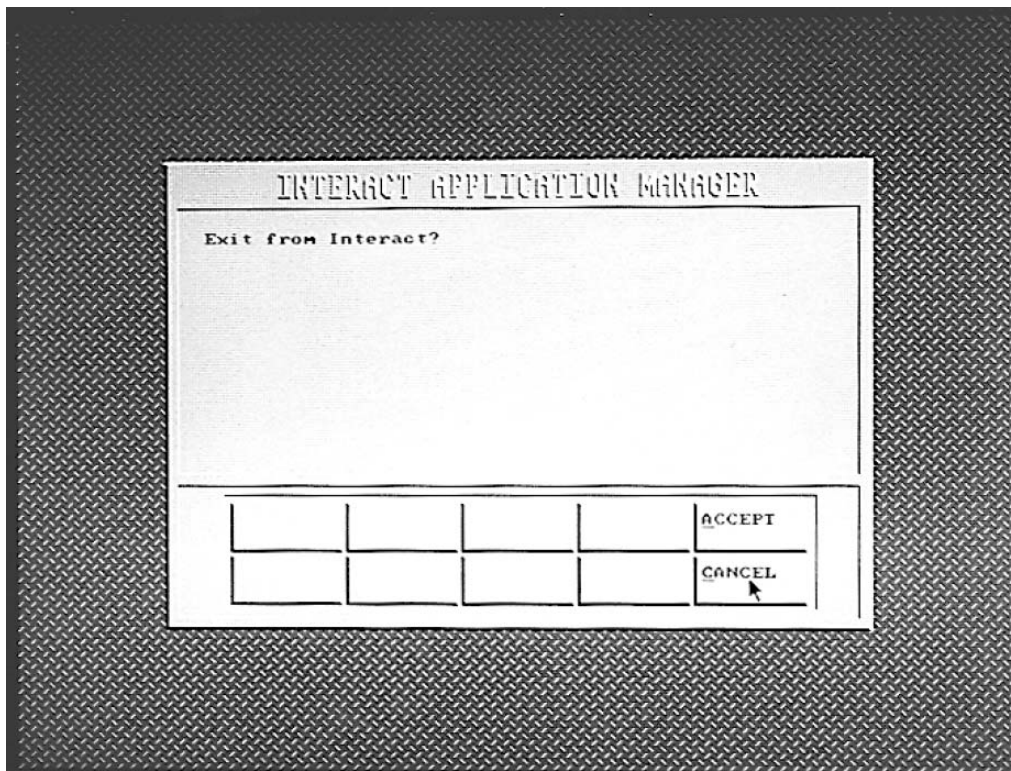 INTERACT APPLICATION MANAGER
Exit from Interact?
ACCEPT
CANCEL